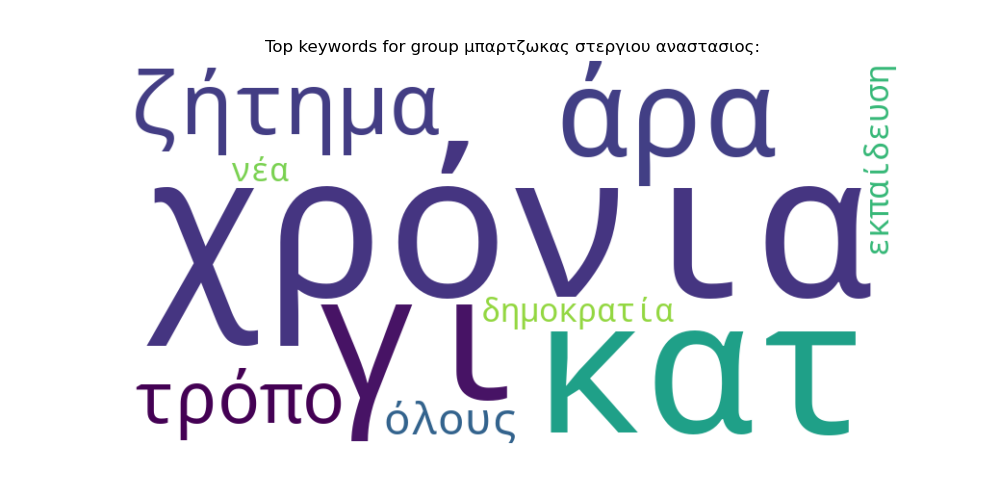 Top keywords for group μπαρτζωκας στεργιου αναστασιος:
ζήτημα
άρα
εκπαίδευση
νέα
χρόνια
δημοκρατία
γι
κατ
τρόπο
όλους